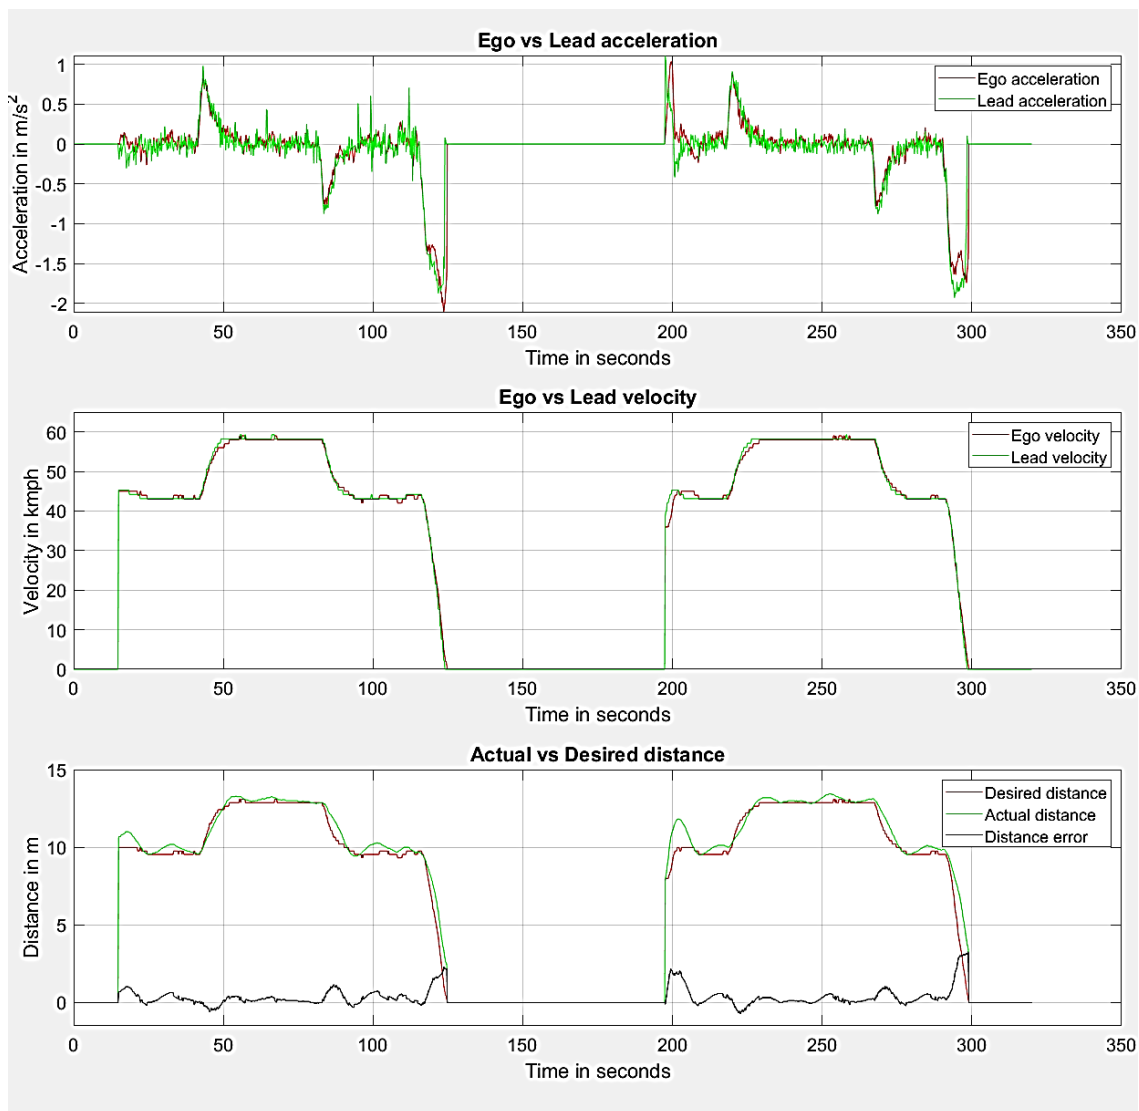 Ego vs Lead acceleration
Acceleration in m/s²
1
0.5
0
-0.5
-1
-1.5
-2
Ego acceleration
Lead acceleration
0 50 100 150 200 250 300 350
Time in seconds
Ego vs Lead velocity
Velocity in kmph
60
50
40
30
20
10
0
Ego velocity
Lead velocity
0 50 100 150 200 250 300 350
Time in seconds
Actual vs Desired distance
Distance in m
15
10
5
0
Desired distance
Actual distance
Distance error
0 50 100 150 200 250 300 350
Time in seconds